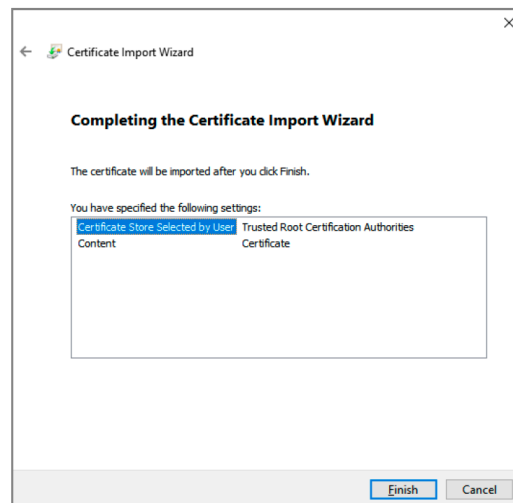 Certificate Import Wizard
Completing the Certificate Import Wizard
The certificate will be imported after you click Finish.
You have specified the following settings:
Certificate Store Selected by User Trusted Root Certification Authorities
Content Certificate
Finish Cancel